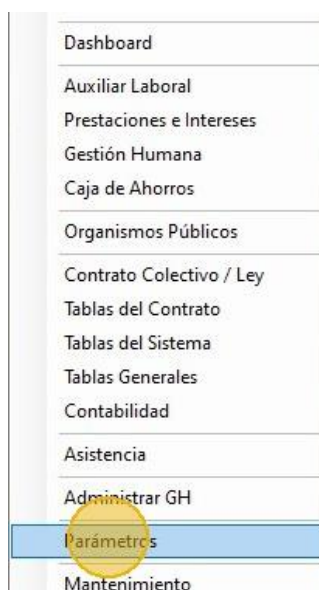 Dashboard
Auxiliar Laboral
Prestaciones e Intereses
Gestión Humana
Caja de Ahorros
Organismos Públicos
Contrato Colectivo / Ley
Tablas del Contrato
Tablas del Sistema
Tablas Generales
Contabilidad
Asistencia
Administrar GH
Parámetros
Mantenimiento